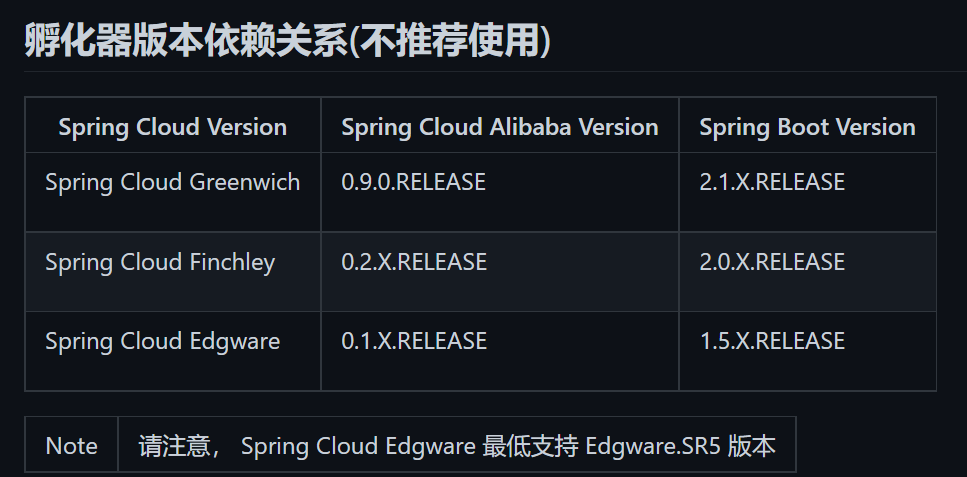 孵化器版本依赖关系(不推荐使用)
Spring Cloud Version Spring Cloud Alibaba Version Spring Boot Version
Spring Cloud Greenwich 0.9.0.RELEASE 2.1.X.RELEASE
Spring Cloud Finchley 0.2.X.RELEASE 2.0.X.RELEASE
Spring Cloud Edgware 0.1.X.RELEASE 1.5.X.RELEASE
Note 请注意， Spring Cloud Edgware 最低支持 Edgware.SR5 版本